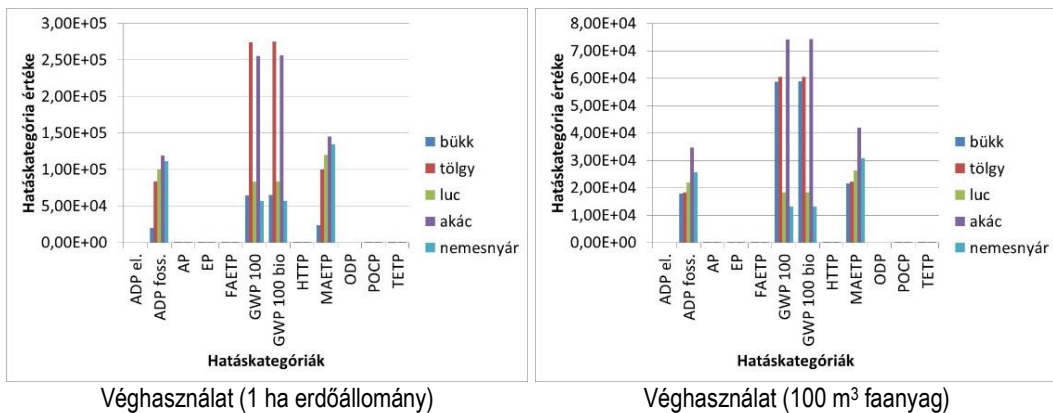 3,00E+05
2,50E+05
2,00E+05
1,50E+05
1,00E+05
5,00E+04
0,00E+00
Hatáskategória értéke
ADP el.
ADP foss.
AP
EP
FAETP
GWP 100
GWP 100 bio
HTTP
MAETP
ODP
POCP
TETP
Hatáskategóriák
bükk
tölgy
luc
akác
nemesnyár
Véghasználat (1 ha erdőállomány)
8,00E+04
7,00E+04
6,00E+04
5,00E+04
4,00E+04
3,00E+04
2,00E+04
1,00E+04
0,00E+00
Hatáskategória értéke
ADP el.
ADP foss.
AP
EP
FAETP
GWP 100
GWP 100 bio
HTTP
MAETP
ODP
POCP
TETP
Hatáskategóriák
bükk
tölgy
luc
akác
nemesnyár
Véghasználat (100 m³ faanyag)